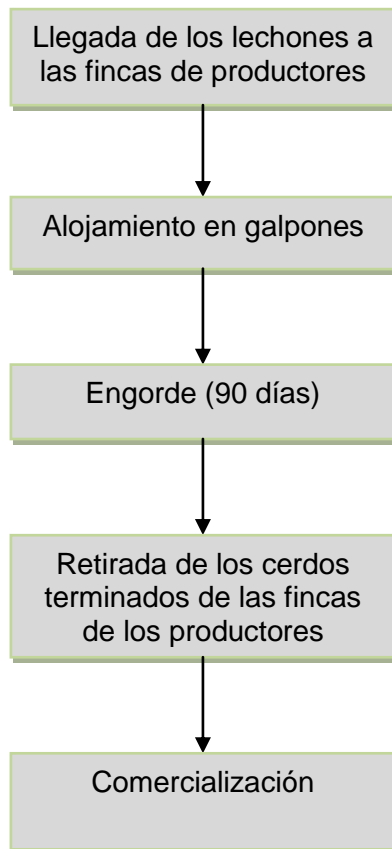 Llegada de los lechones a
las fincas de productores
Alojamiento en galpones
Engorde (90 días)
Retirada de los cerdos
terminados de las fincas
de los productores
Comercialización